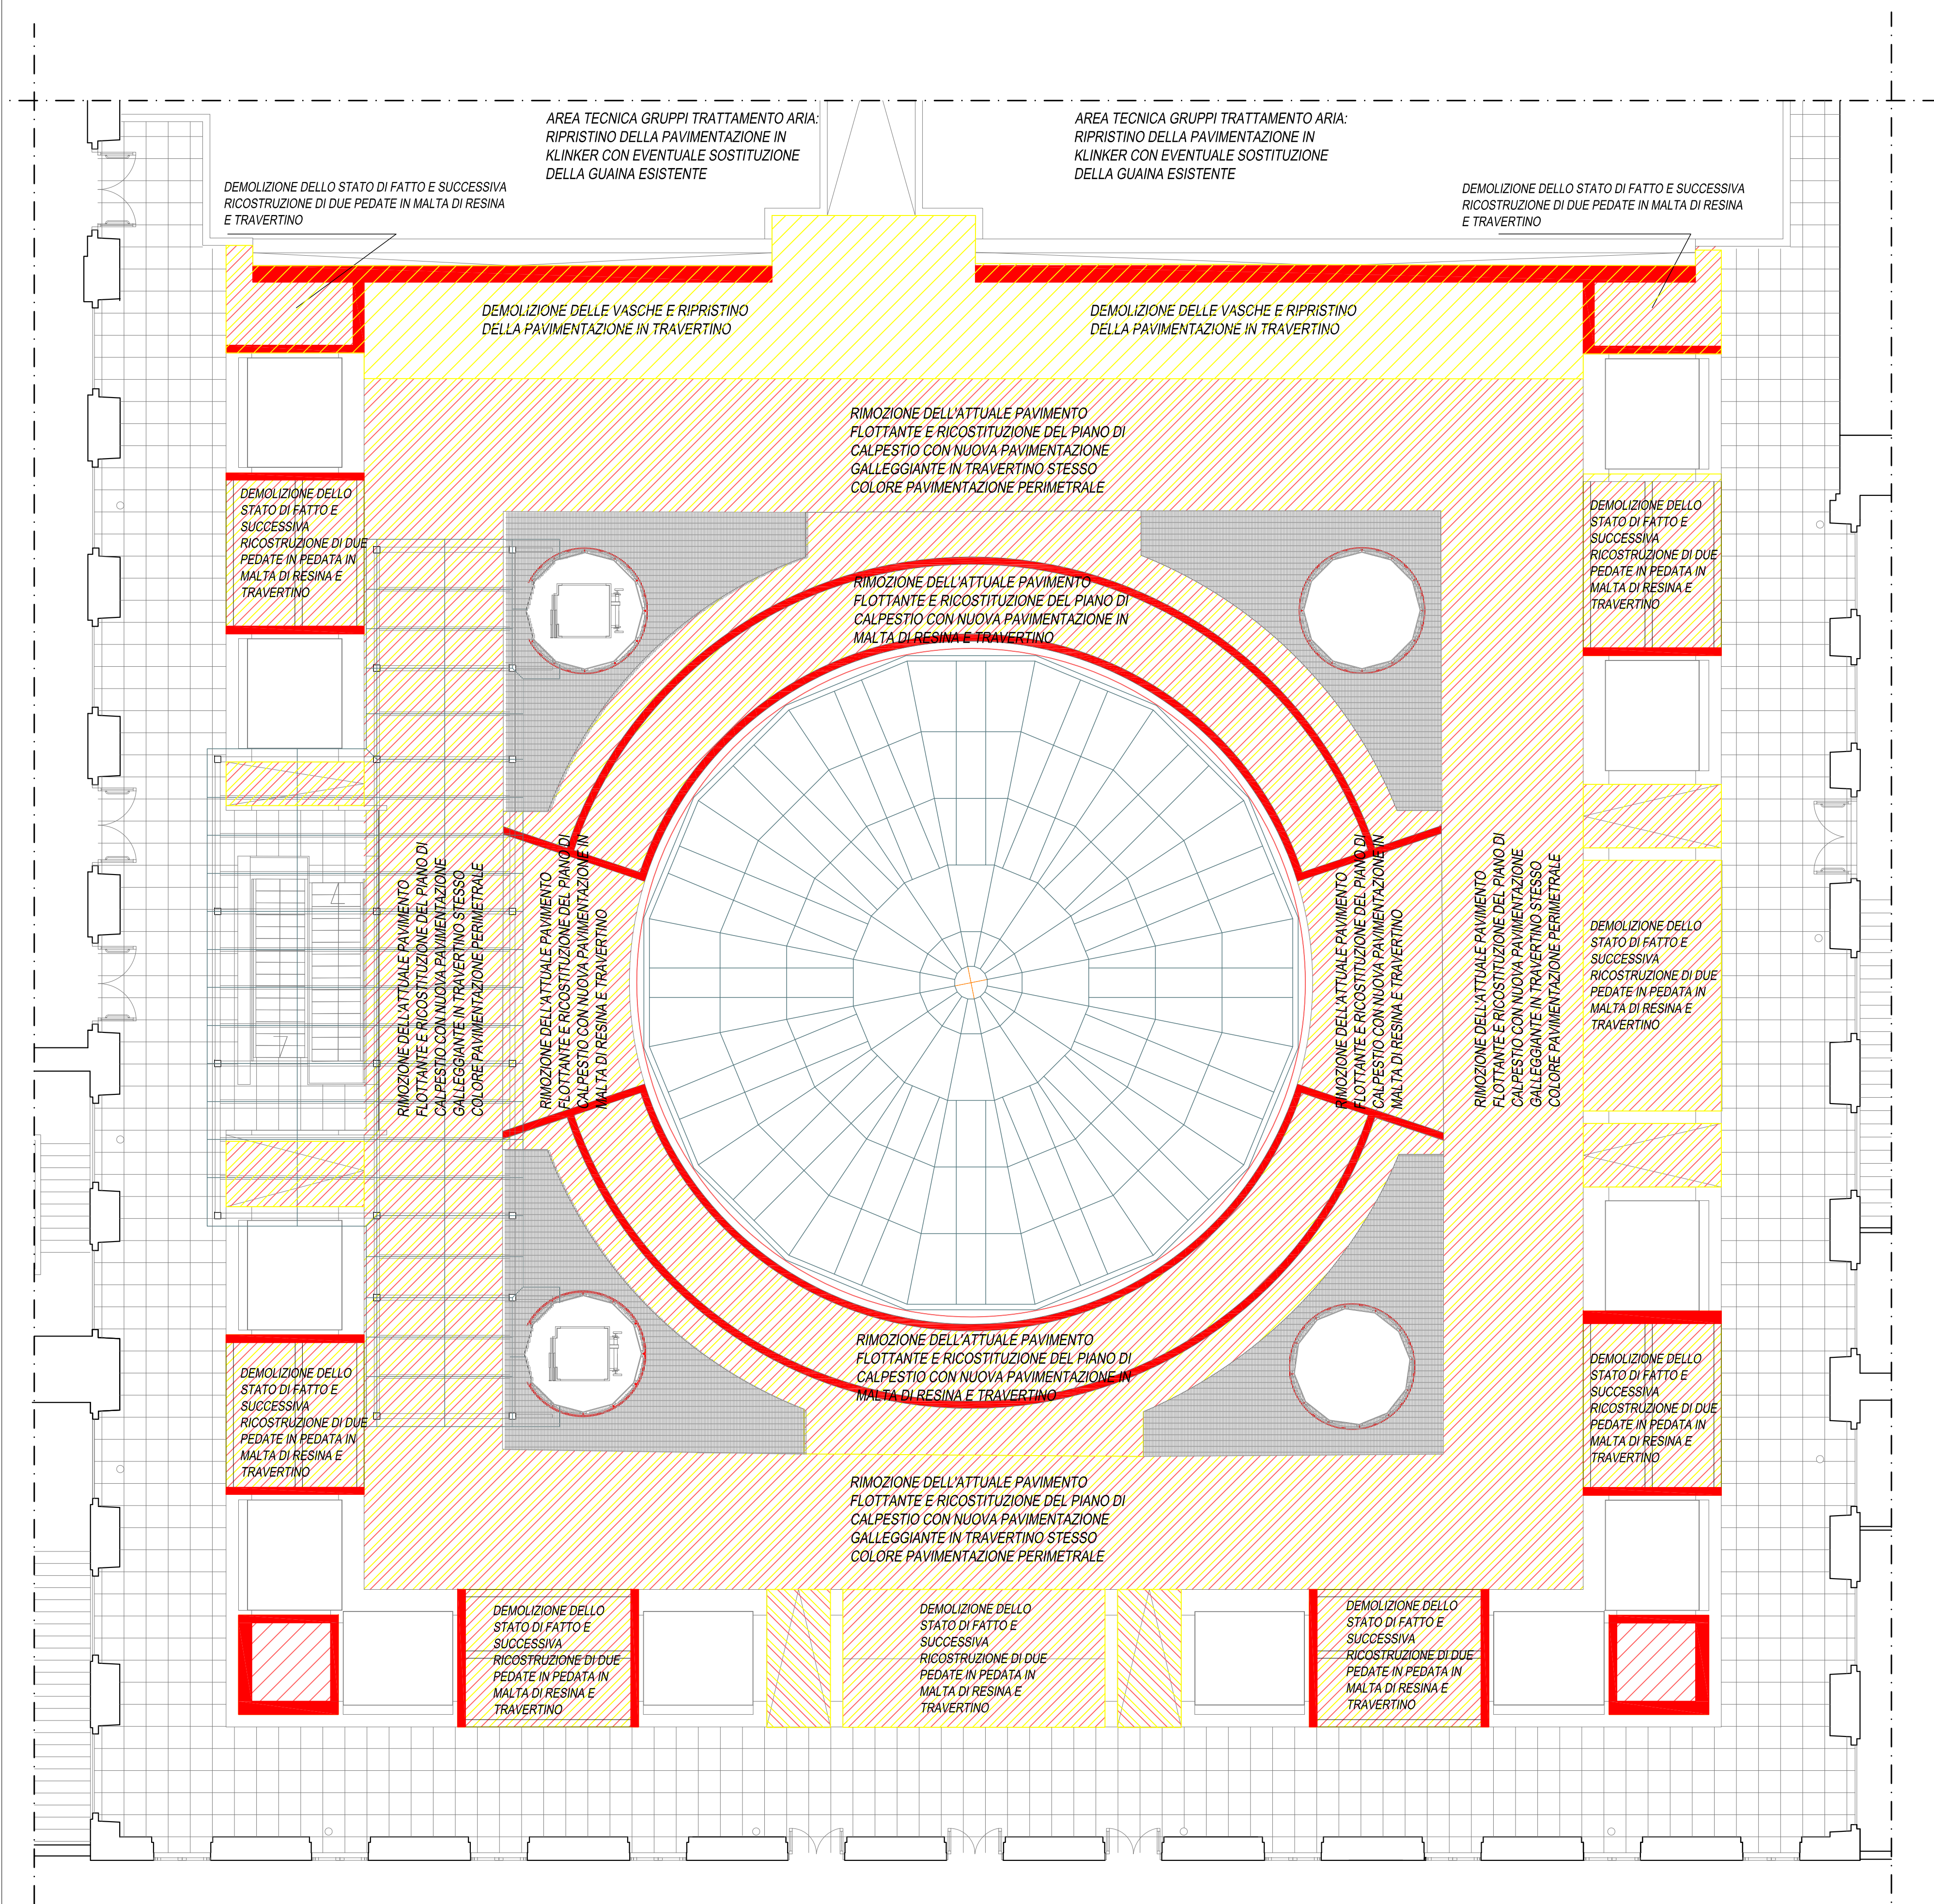 AREA TECNICA GRUPPI TRATTAMENTO ARIA:
RIPRISTINO DELLA PAVIMENTAZIONE IN
KLINKER CON EVENTUALE SOSTITUZIONE
DELLA GUAINA ESISTENTE
AREA TECNICA GRUPPI TRATTAMENTO ARIA:
RIPRISTINO DELLA PAVIMENTAZIONE IN
KLINKER CON EVENTUALE SOSTITUZIONE
DELLA GUAINA ESISTENTE
DEMOLIZIONE DELLO STATO DI FATTO E SUCCESSIVA
RICOSTRUZIONE DI DUE PEDATE IN MALTA DI RESINA
E TRAVERTINO
DEMOLIZIONE DELLO STATO DI FATTO E SUCCESSIVA
RICOSTRUZIONE DI DUE PEDATE IN MALTA DI RESINA
E TRAVERTINO
DEMOLIZIONE DELLE VASCHE E RIPRISTINO
DELLA PAVIMENTAZIONE IN TRAVERTINO
DEMOLIZIONE DELLE VASCHE E RIPRISTINO
DELLA PAVIMENTAZIONE IN TRAVERTINO
RIMOZIONE DELL'ATTUALE PAVIMENTO
FLOTTANTE E RICOSTITUZIONE DEL PIANO DI
CALPESTIO CON NUOVA PAVIMENTAZIONE
GALLEGGIANTE IN TRAVERTINO STESSO
COLORE PAVIMENTAZIONE PERIMETRALE
DEMOLIZIONE DELLO
STATO DI FATTO E
SUCCESSIVA
RICOSTRUZIONE DI DUE
PEDATE IN PEDATA IN
MALTA DI RESINA E
TRAVERTINO
DEMOLIZIONE DELLO
STATO DI FATTO E
SUCCESSIVA
RICOSTRUZIONE DI DUE
PEDATE IN PEDATA IN
MALTA DI RESINA E
TRAVERTINO
RIMOZIONE DELL'ATTUALE PAVIMENTO
FLOTTANTE E RICOSTITUZIONE DEL PIANO DI
CALPESTIO CON NUOVA PAVIMENTAZIONE IN
MALTA DI RESINA E TRAVERTINO
RIMOZIONE DELL'ATTUALE PAVIMENTO
FLOTTANTE E RICOSTITUZIONE DEL PIANO DI
CALPESTIO CON NUOVA PAVIMENTAZIONE
GALLEGGIANTE IN TRAVERTINO STESSO
COLORE PAVIMENTAZIONE PERIMETRALE
RIMOZIONE DELL'ATTUALE PAVIMENTO
FLOTTANTE E RICOSTITUZIONE DEL PIANO DI
CALPESTIO CON NUOVA PAVIMENTAZIONE IN
MALTA DI RESINA E TRAVERTINO
RIMOZIONE DELL'ATTUALE PAVIMENTO
FLOTTANTE E RICOSTITUZIONE DEL PIANO DI
CALPESTIO CON NUOVA PAVIMENTAZIONE IN
MALTA DI RESINA E TRAVERTINO
RIMOZIONE DELL'ATTUALE PAVIMENTO
FLOTTANTE E RICOSTITUZIONE DEL PIANO DI
CALPESTIO CON NUOVA PAVIMENTAZIONE
GALLEGGIANTE IN TRAVERTINO STESSO
COLORE PAVIMENTAZIONE PERIMETRALE
DEMOLIZIONE DELLO
STATO DI FATTO E
SUCCESSIVA
RICOSTRUZIONE DI DUE
PEDATE IN PEDATA IN
MALTA DI RESINA E
TRAVERTINO
RIMOZIONE DELL'ATTUALE PAVIMENTO
FLOTTANTE E RICOSTITUZIONE DEL PIANO DI
CALPESTIO CON NUOVA PAVIMENTAZIONE IN
MALTA DI RESINA E TRAVERTINO
DEMOLIZIONE DELLO
STATO DI FATTO E
SUCCESSIVA
RICOSTRUZIONE DI DUE
PEDATE IN PEDATA IN
MALTA DI RESINA E
TRAVERTINO
DEMOLIZIONE DELLO
STATO DI FATTO E
SUCCESSIVA
RICOSTRUZIONE DI DUE
PEDATE IN PEDATA IN
MALTA DI RESINA E
TRAVERTINO
RIMOZIONE DELL'ATTUALE PAVIMENTO
FLOTTANTE E RICOSTITUZIONE DEL PIANO DI
CALPESTIO CON NUOVA PAVIMENTAZIONE
GALLEGGIANTE IN TRAVERTINO STESSO
COLORE PAVIMENTAZIONE PERIMETRALE
DEMOLIZIONE DELLO
STATO DI FATTO E
SUCCESSIVA
RICOSTRUZIONE DI DUE
PEDATE IN PEDATA IN
MALTA DI RESINA E
TRAVERTINO
DEMOLIZIONE DELLO
STATO DI FATTO E
SUCCESSIVA
RICOSTRUZIONE DI DUE
PEDATE IN PEDATA IN
MALTA DI RESINA E
TRAVERTINO
DEMOLIZIONE DELLO
STATO DI FATTO E
SUCCESSIVA
RICOSTRUZIONE DI DUE
PEDATE IN PEDATA IN
MALTA DI RESINA E
TRAVERTINO